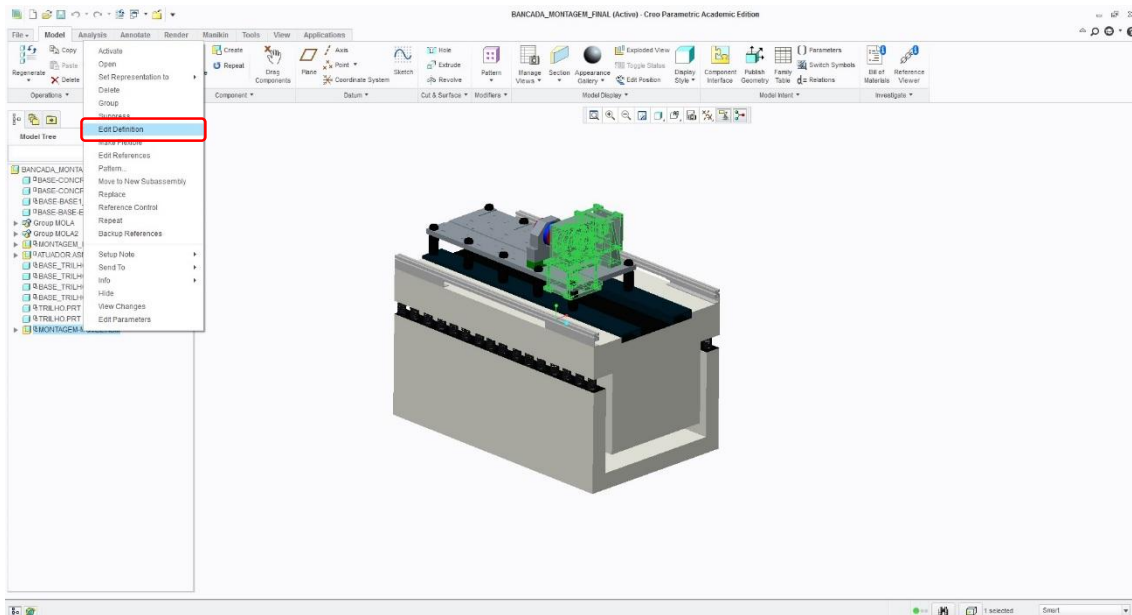 BANCADA_MONTAGEM_FINAL (Active) - Creo Parametric Academic Edition
File Model Analysis Annotate Render Manikin Tools View Applications
Regenerate
Copy
Paste
Delete
Operations
Activate
Open
Set Representation to
Delete
Group
Suppress
Edit Definition
Make Flexible
Edit References
Pattern...
Move to New Subassembly
Replace
Reference Control
Repeat
Backup References
Setup Note
Send To
Info
Hide
View Changes
Edit Parameters
Create
Repeat
Drag
Components
Component
Plane
Axis
Point
Coordinate System
Sketch
Datum
Hole
Extrude
Revolve
Cut & Surface
Pattern
Modifiers
Manage
Views
Section
Appearance
Gallery
Exploded View
Toggle Status
Edit Position
Display
Style
Model Display
Component
Interface
Publish
Geometry
Family
Table
Parameters
Switch Symbols
d= Relations
Model Intent
Bill of
Materials
Reference
Viewer
Investigate
Model Tree
BANCADA_MONTA
BASE-CONCR
BASE-CONCR
BASE-BASE1_
BASE-BASE-E
Group MOLA
Group MOLA2
MONTAGEM_
ATUADOR.AS
BASE_TRILH
BASE_TRILH
BASE_TRILH
BASE_TRILH
TRILHO.PRT
TRILHO.PRT
1 selected
Smart